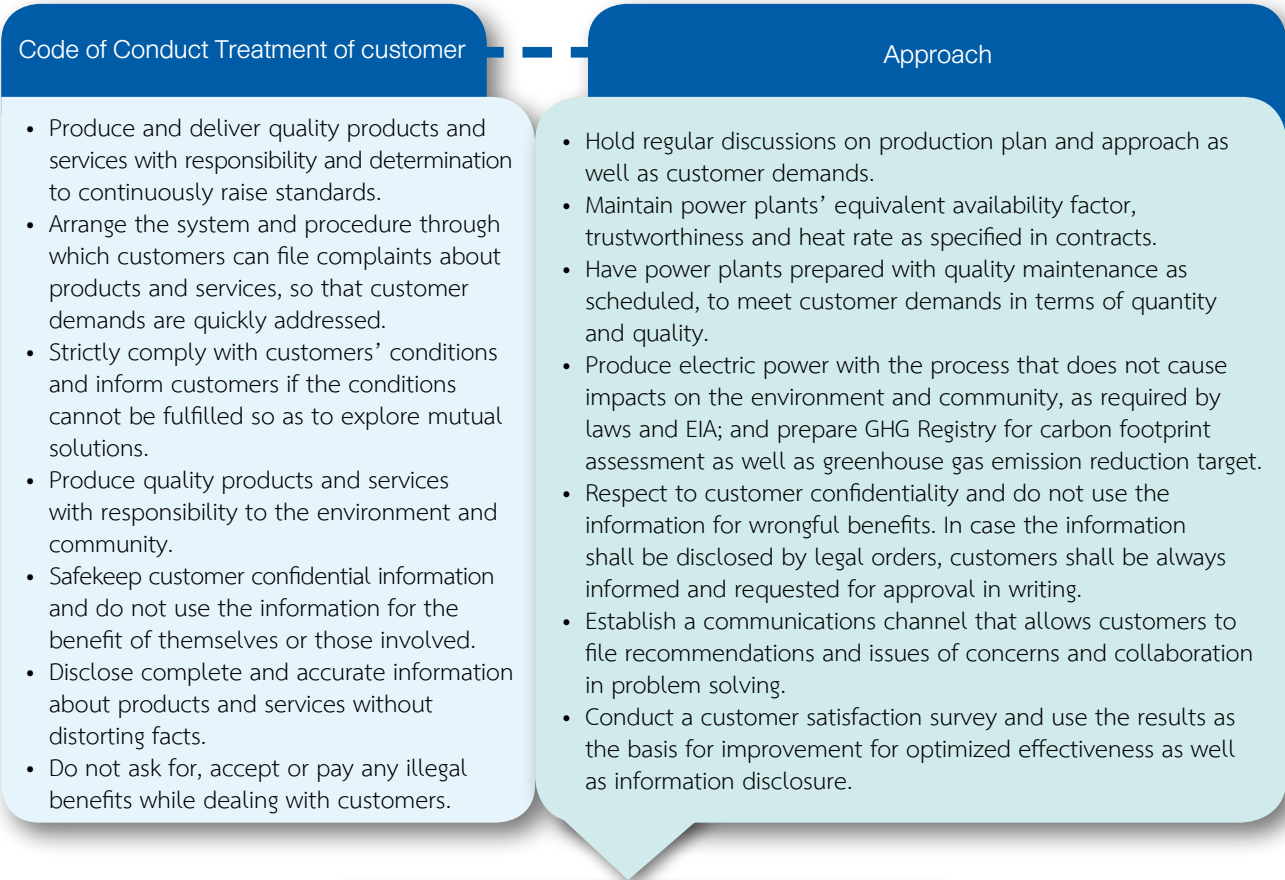 Code of Conduct Treatment of customer
• Produce and deliver quality products and
services with responsibility and determination
to continuously raise standards.
• Arrange the system and procedure through
which customers can file complaints about
products and services, so that customer
demands are quickly addressed.
• Strictly comply with customers’ conditions
and inform customers if the conditions
cannot be fulfilled so as to explore mutual
solutions.
• Produce quality products and services
with responsibility to the environment and
community.
• Safekeep customer confidential information
and do not use the information for the
benefit of themselves or those involved.
• Disclose complete and accurate information
about products and services without
distorting facts.
• Do not ask for, accept or pay any illegal
benefits while dealing with customers.
Approach
• Hold regular discussions on production plan and approach as
well as customer demands.
• Maintain power plants’ equivalent availability factor,
trustworthiness and heat rate as specified in contracts.
• Have power plants prepared with quality maintenance as
scheduled, to meet customer demands in terms of quantity
and quality.
• Produce electric power with the process that does not cause
impacts on the environment and community, as required by
laws and EIA; and prepare GHG Registry for carbon footprint
assessment as well as greenhouse gas emission reduction target.
• Respect to customer confidentiality and do not use the
information for wrongful benefits. In case the information
shall be disclosed by legal orders, customers shall be always
informed and requested for approval in writing.
• Establish a communications channel that allows customers to
file recommendations and issues of concerns and collaboration
in problem solving.
• Conduct a customer satisfaction survey and use the results as
the basis for improvement for optimized effectiveness as well
as information disclosure.